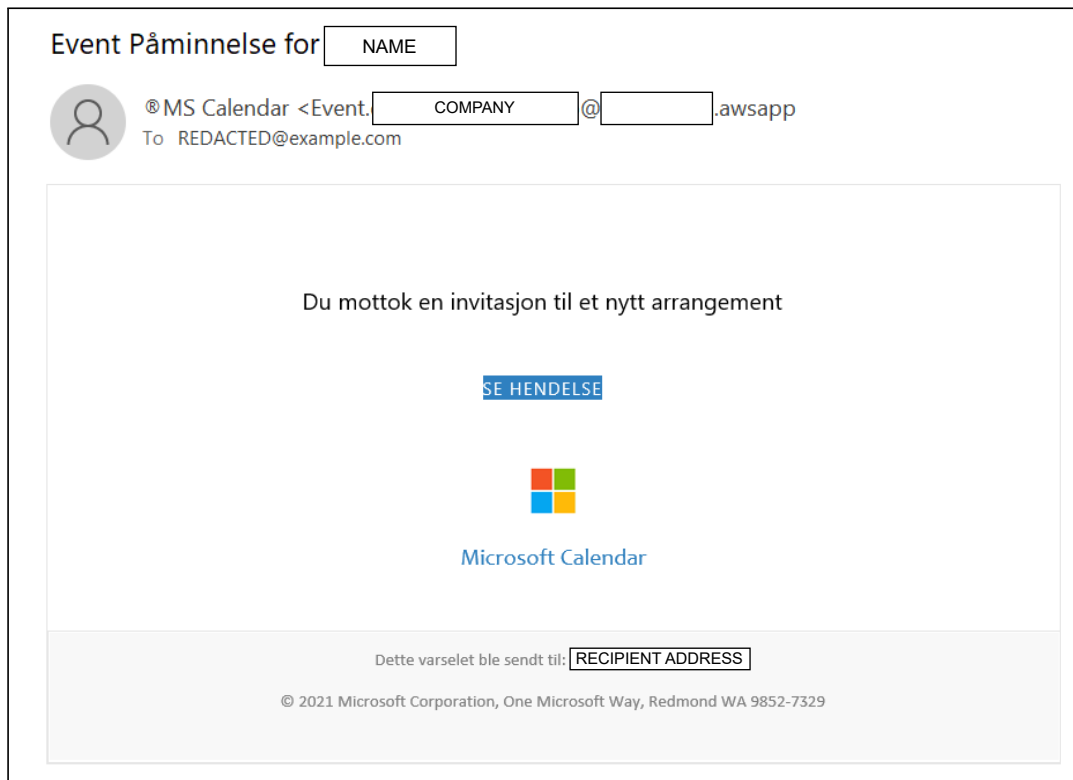 Event Påminnelse for NAME
®MS Calendar <Event. COMPANY @ .awsapp
To REDACTED@example.com
Du mottok en invitasjon til et nytt arrangement
SE HENDELSE
Microsoft Calendar
Dette varselet ble sendt til: RECIPIENT ADDRESS
© 2021 Microsoft Corporation, One Microsoft Way, Redmond WA 9852-7329